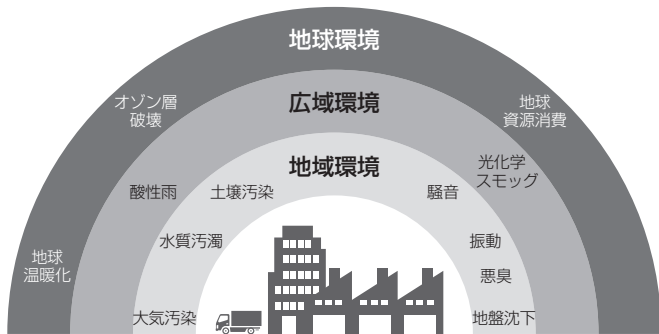 地球環境
オゾン層
破壊
広域環境
地球
資源消費
地域環境
光化学
スモッグ
酸性雨
土壌汚染
騒音
水質汚濁
振動
地球
温暖化
悪臭
大気汚染
地盤沈下